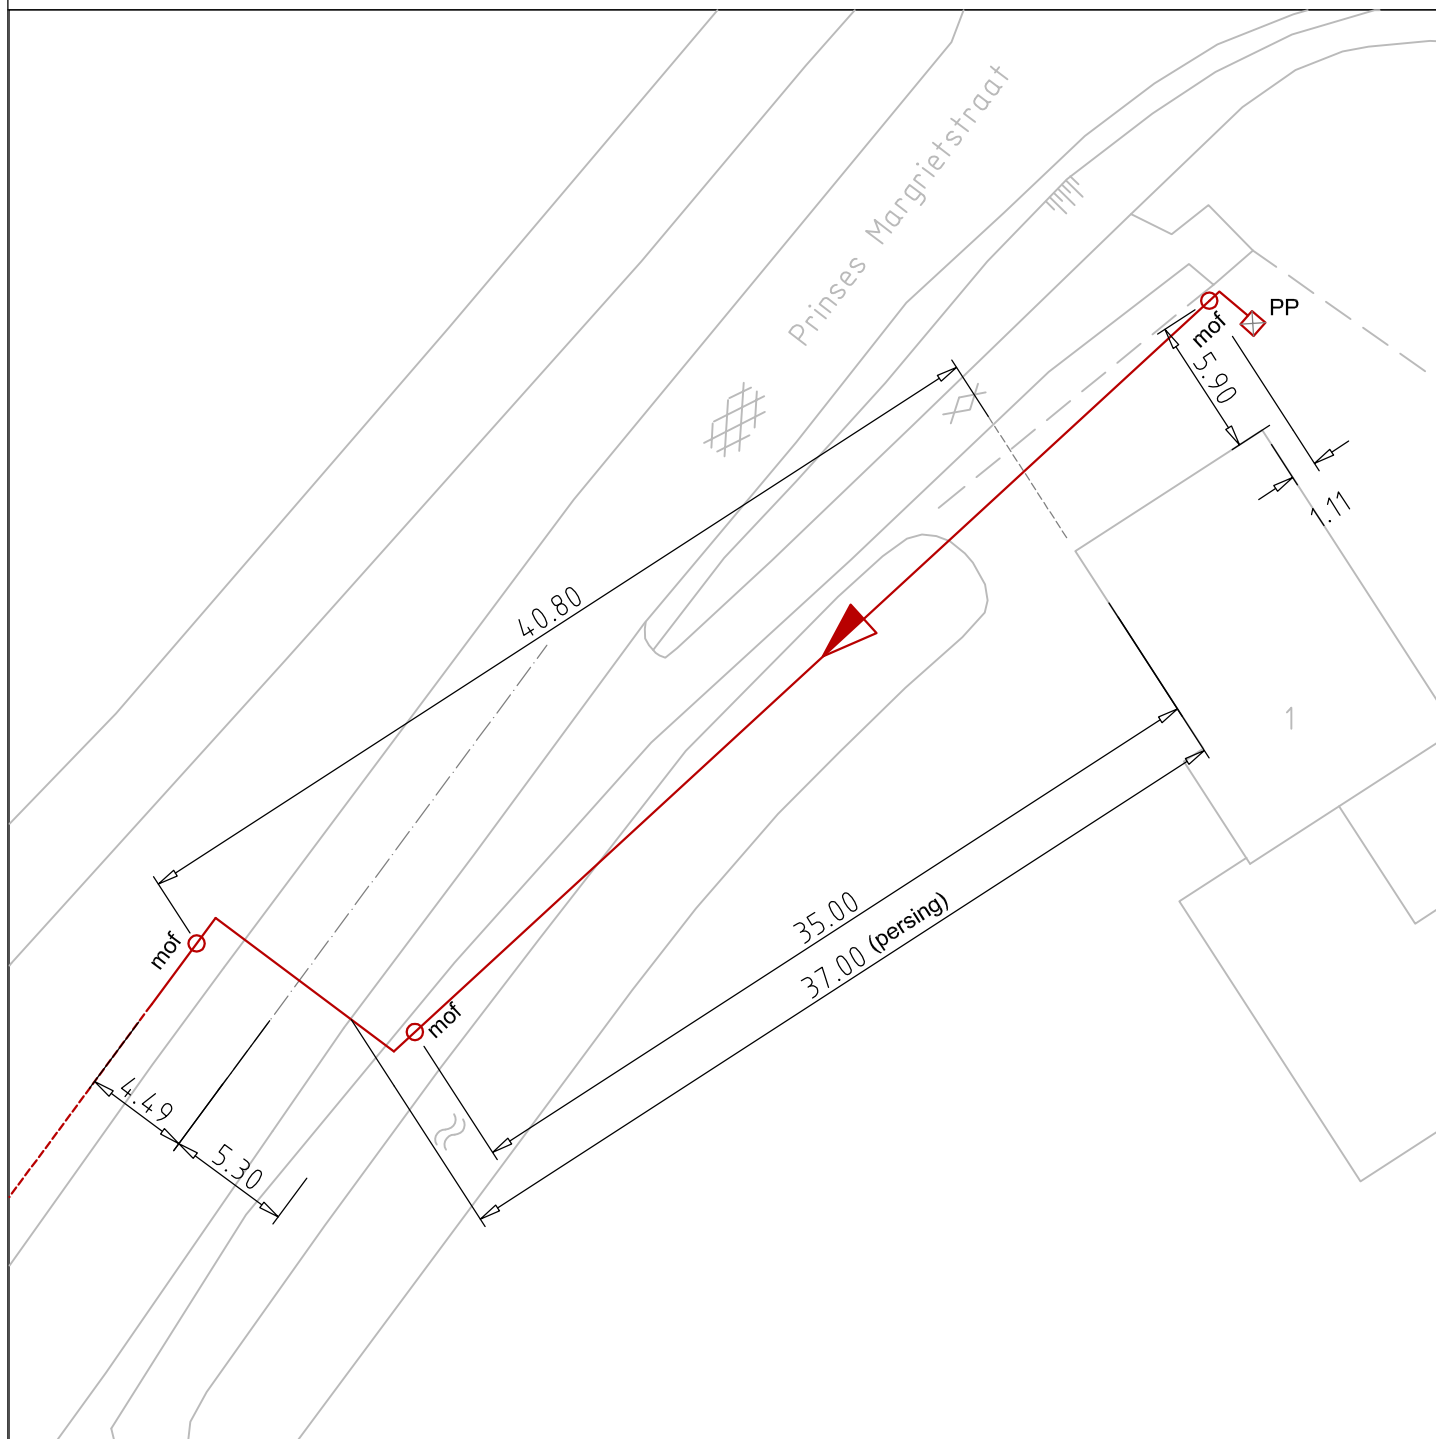 Prinses Margrietstraat
PP
mof
5.90
1.11
40.80
1
35.00
37.00 (persing)
mof
mof
4.49
5.30